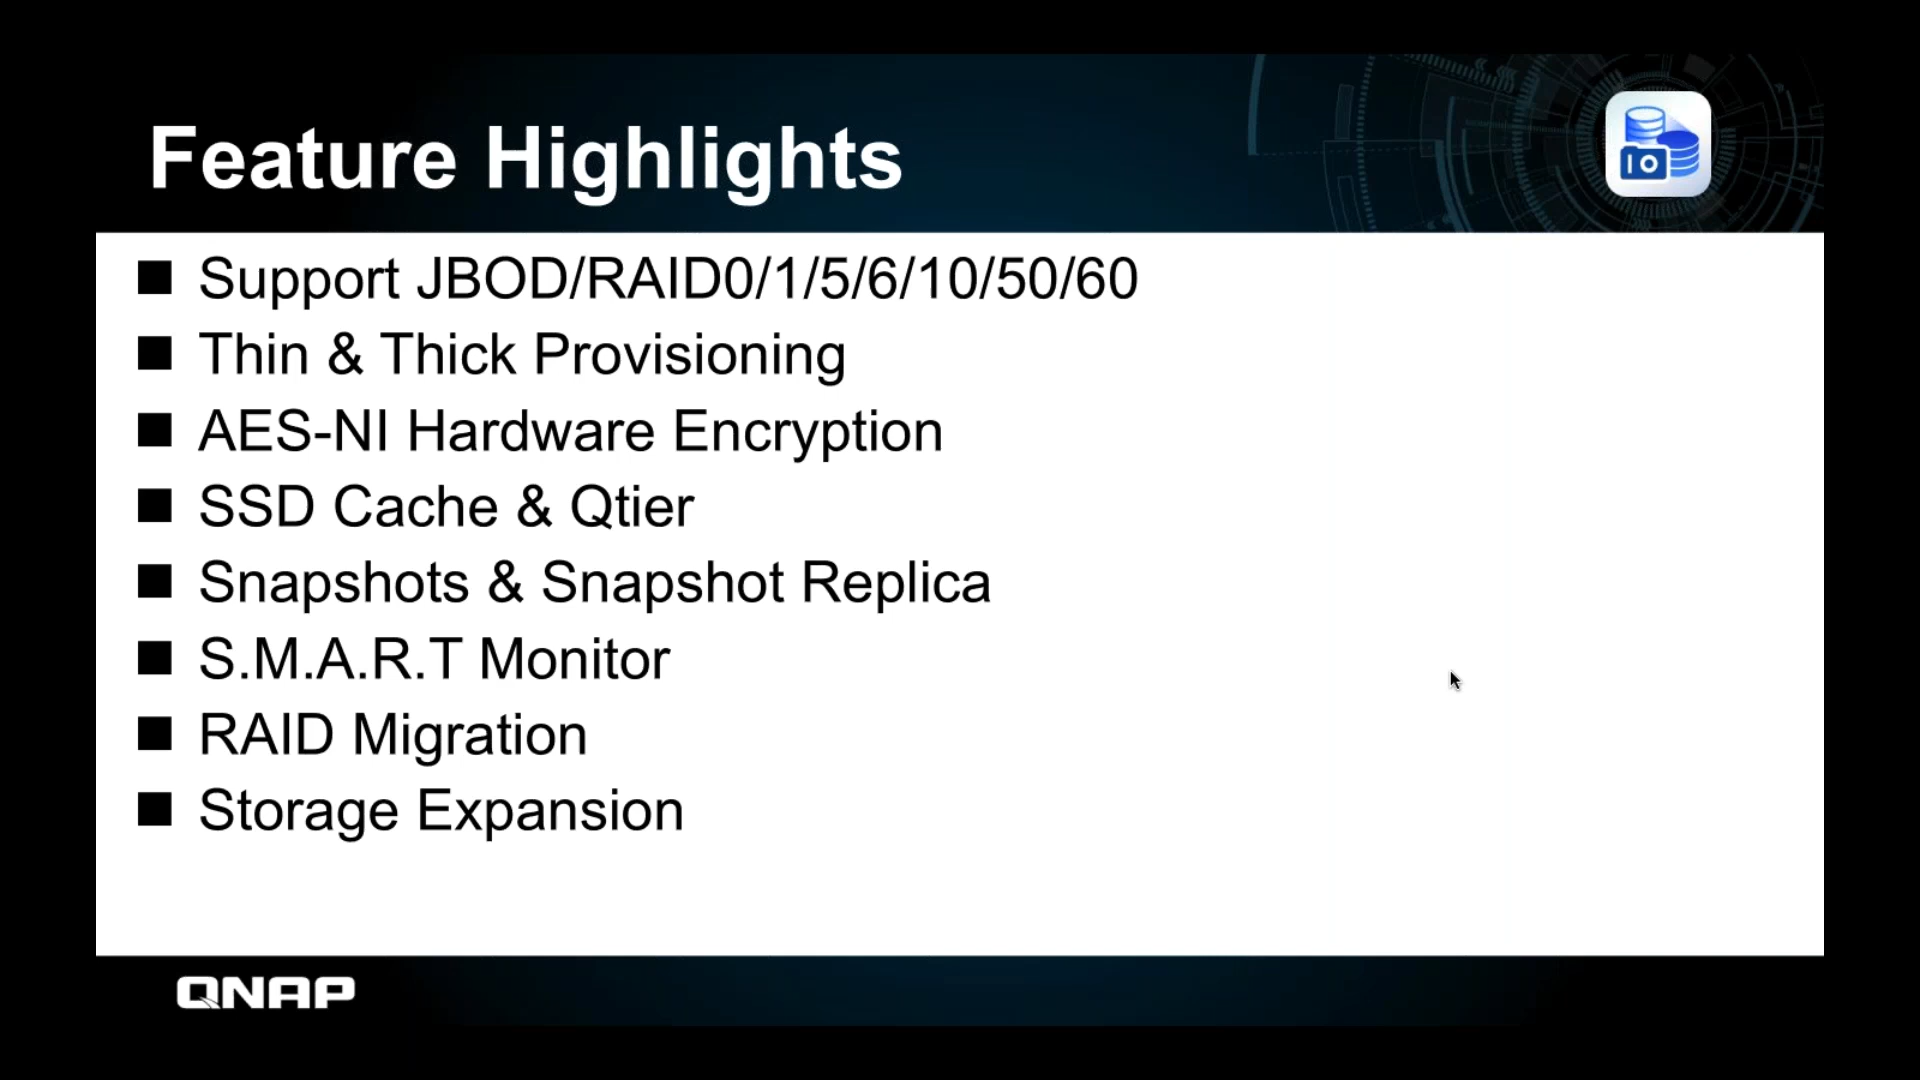 Feature Highlights
IO
Support JBOD/RAID0/1/5/6/10/50/60
Thin & Thick Provisioning
AES-NI Hardware Encryption
SSD Cache & Qtier
Snapshots & Snapshot Replica
S.M.A.R.T Monitor
RAID Migration
Storage Expansion
QNAP